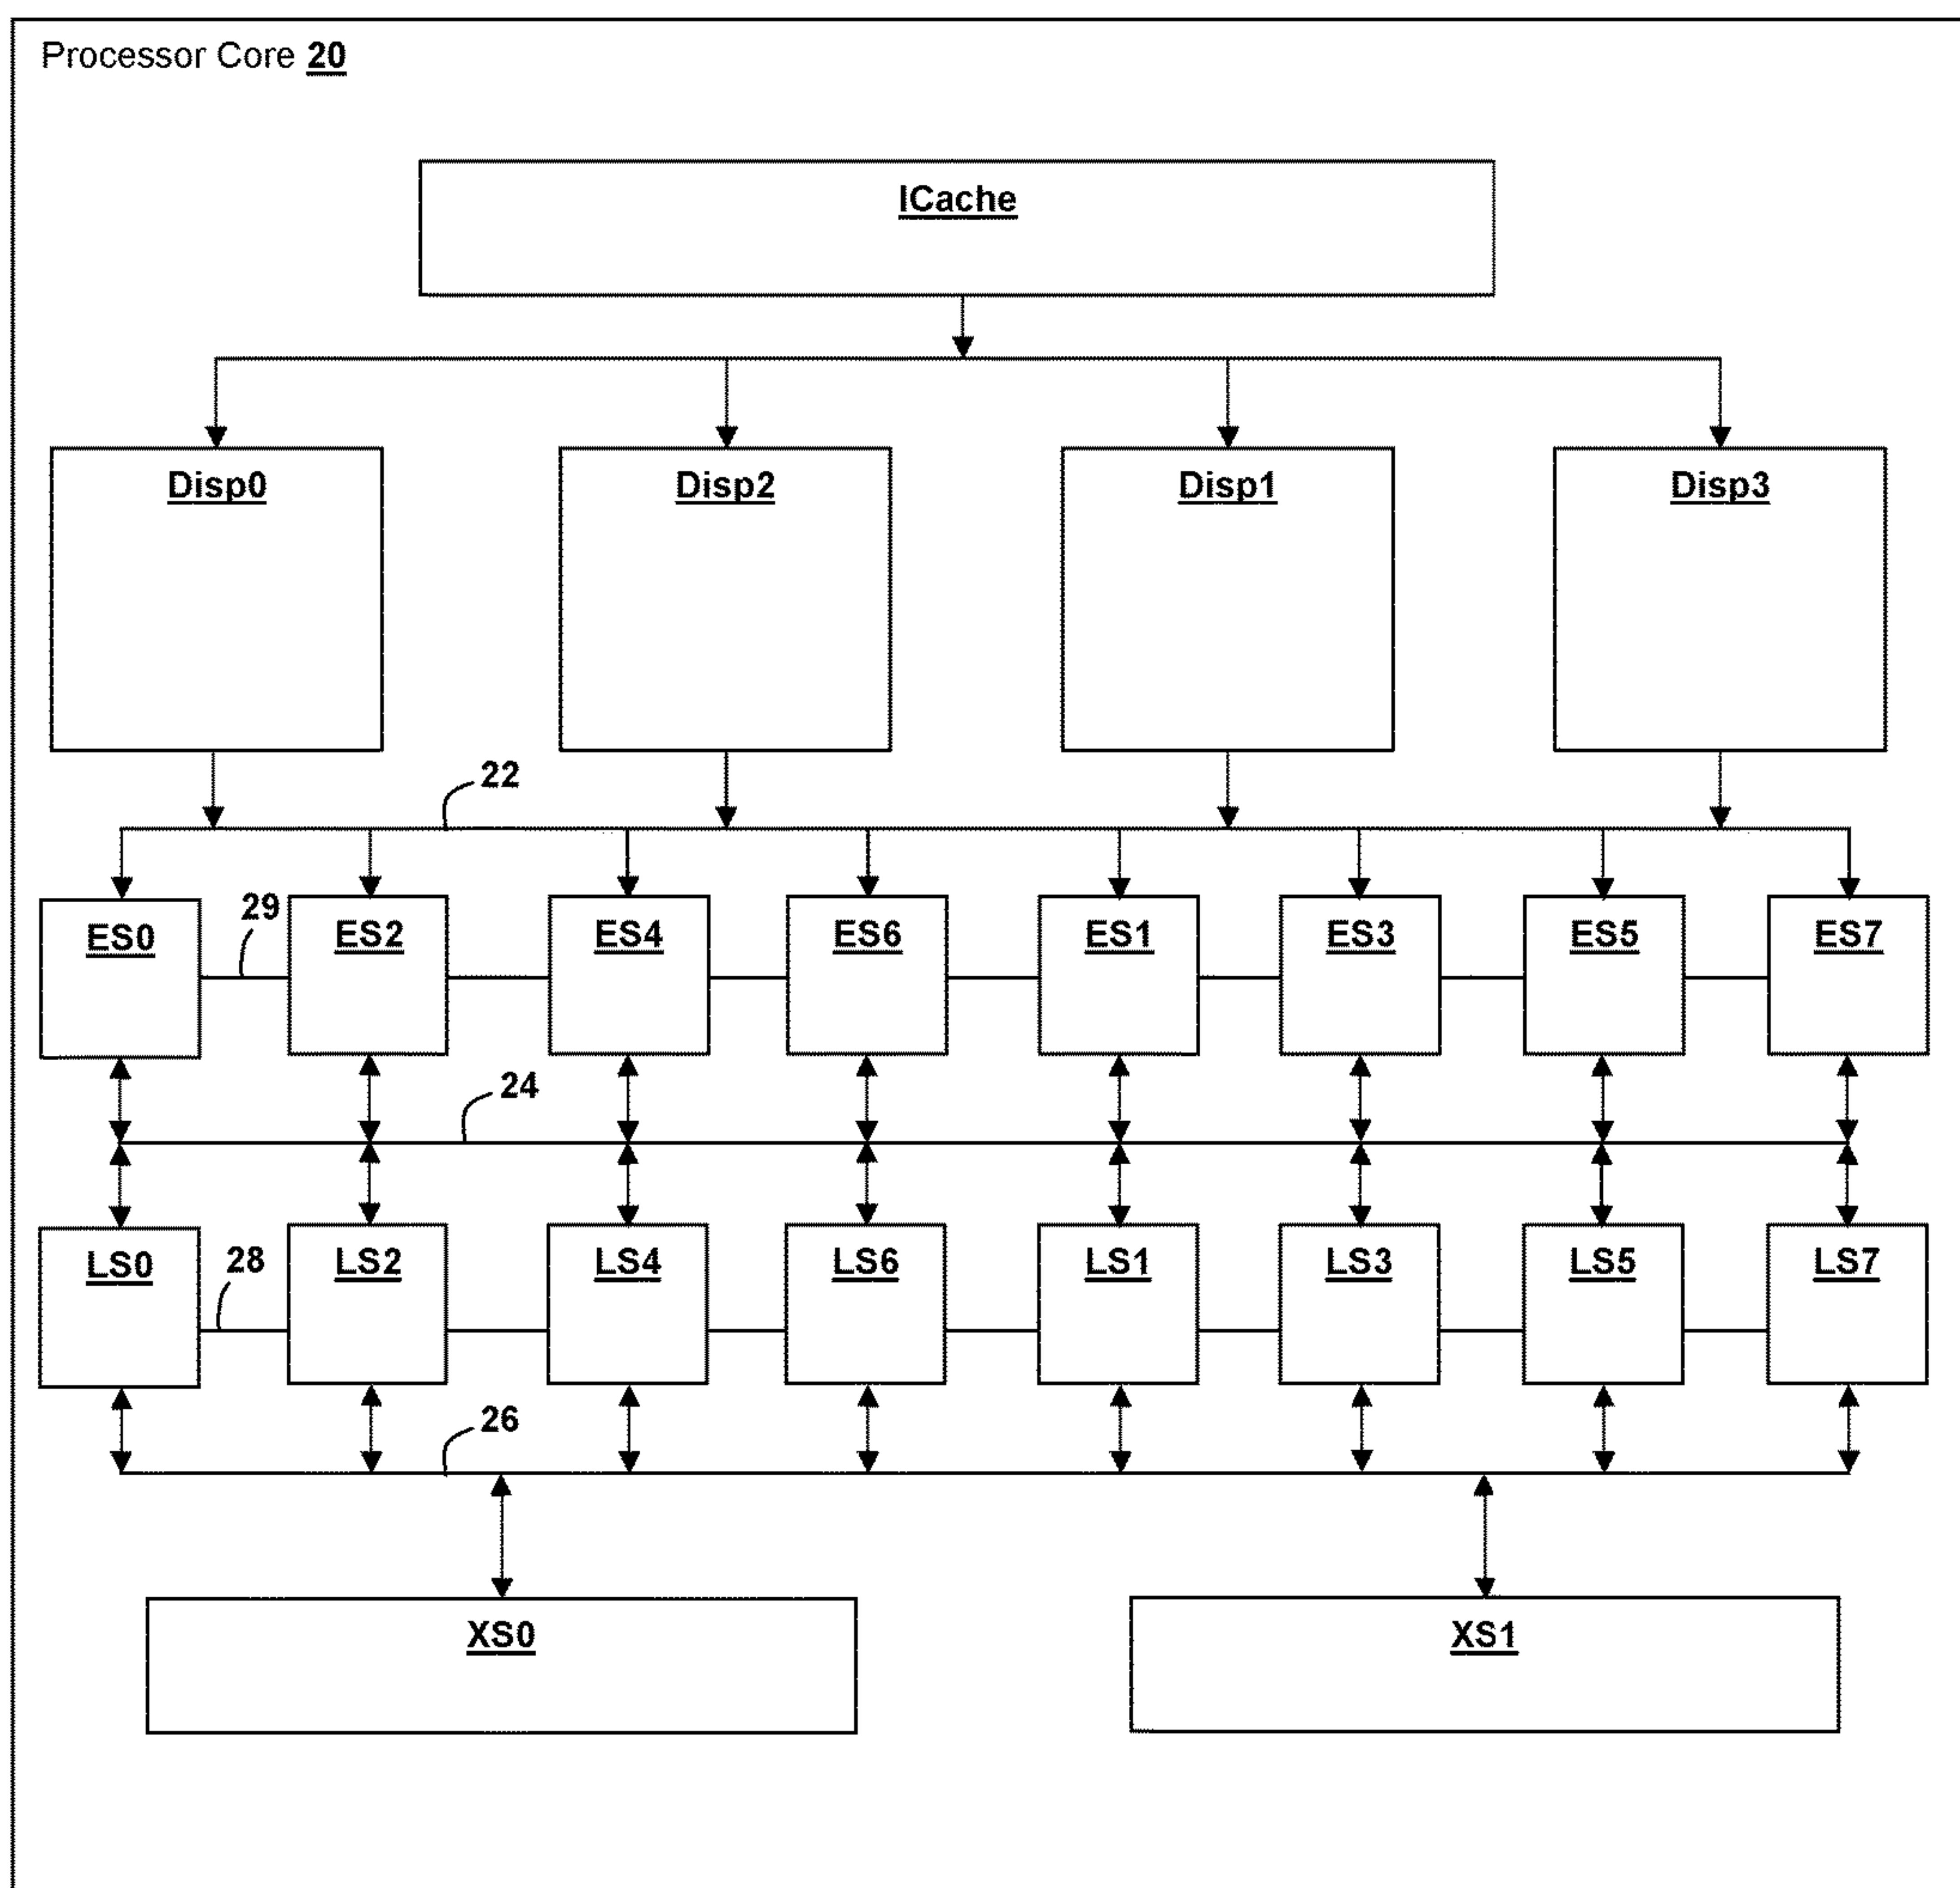 Processor Core 20
ICache
Disp0 Disp2 Disp1 Disp3
22
29
ES0 ES2 ES4 ES6 ES1 ES3 ES5 ES7
24
28
LS0 LS2 LS4 LS6 LS1 LS3 LS5 LS7
26
XS0 XS1